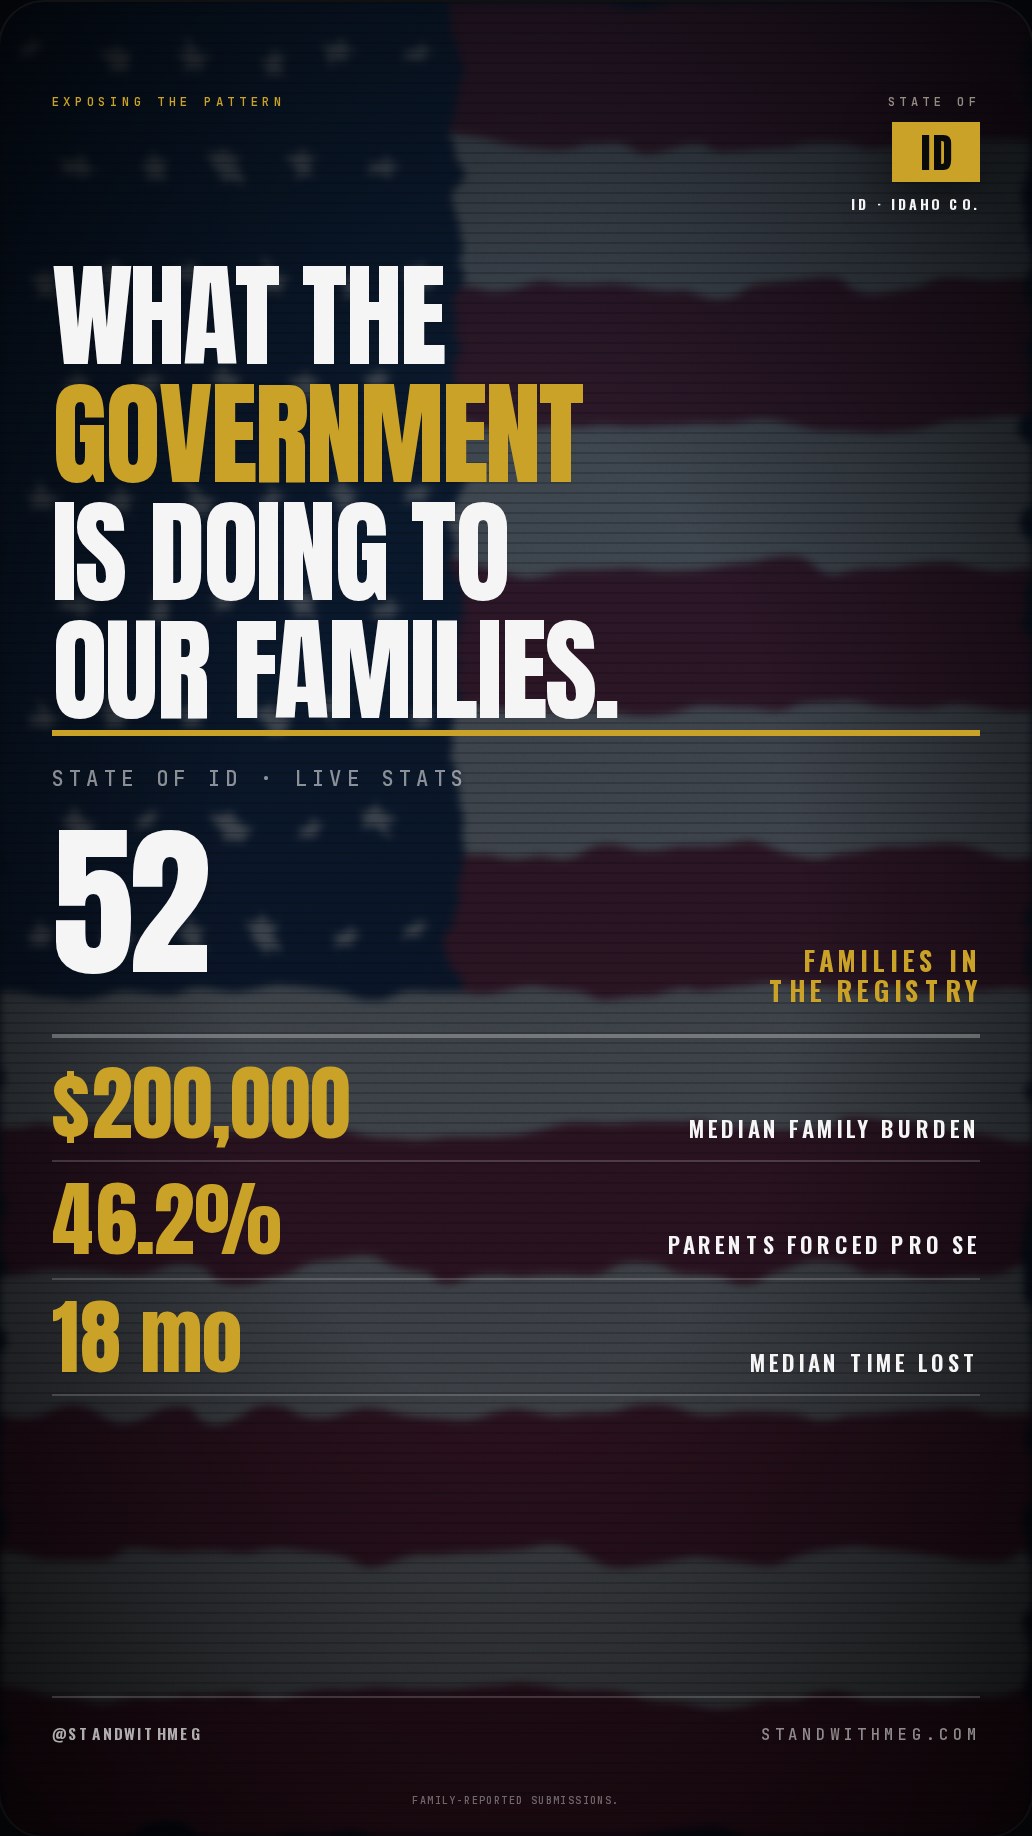 EXPOSING THE PATTERN
STATE OF
ID
ID · IDAHO CO.
WHAT THE
GOVERNMENT
IS DOING TO
OUR FAMILIES.
STATE OF ID · LIVE STATS
52
FAMILIES IN
THE REGISTRY
$200,000
MEDIAN FAMILY BURDEN
46.2%
PARENTS FORCED PRO SE
18 mo
MEDIAN TIME LOST
@STANDWITHMEG
STANDWITHMEG.COM
FAMILY-REPORTED SUBMISSIONS.